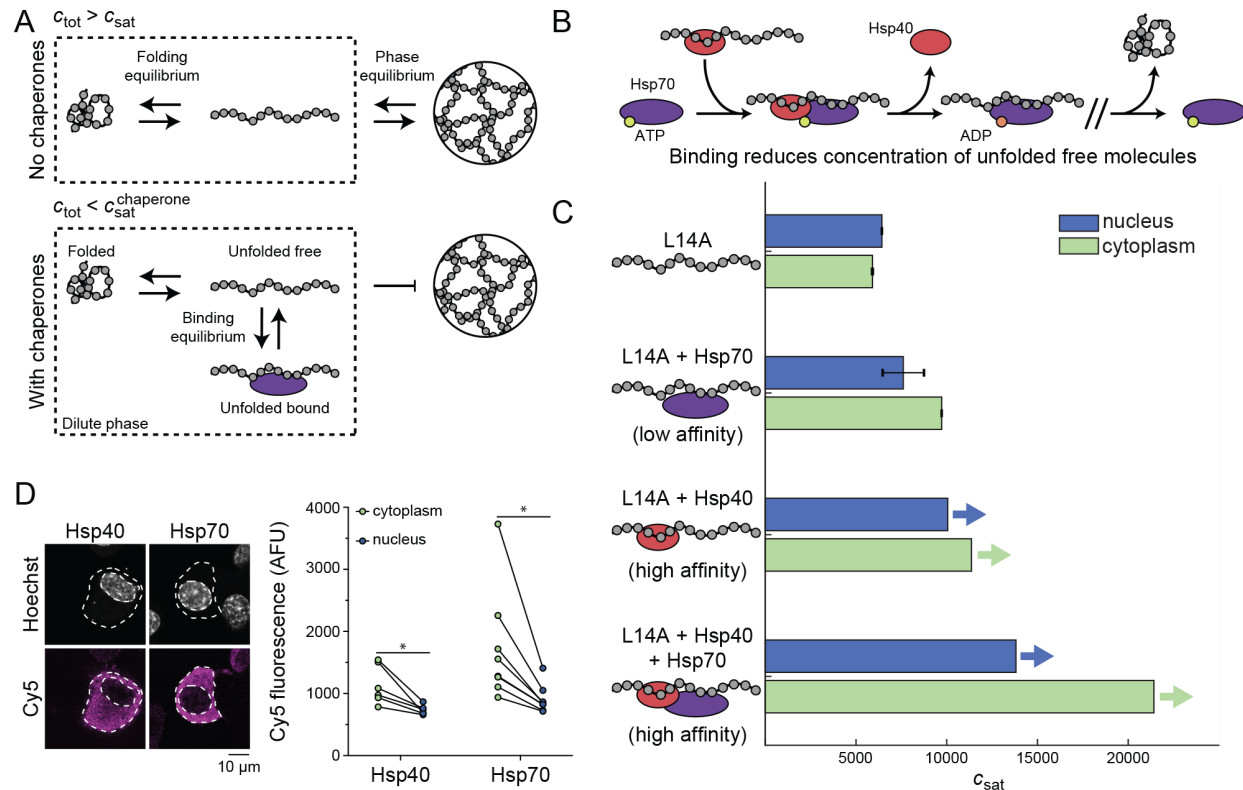 A
c_tot > c_sat
No chaperones
Folding
equilibrium
Phase
equilibrium
c_tot < c_sat^chaperone
With chaperones
Folded
Unfolded free
Binding
equilibrium
Unfolded bound
Dilute phase
B
Hsp40
Hsp70
ATP
ADP
Binding reduces concentration of unfolded free molecules
C
nucleus
cytoplasm
L14A
L14A + Hsp70
(low affinity)
L14A + Hsp40
(high affinity)
L14A + Hsp40
+ Hsp70
(high affinity)
5000 10000 15000 20000
c_sat
D
Hsp40 Hsp70
Hoechst
Cy5
10 µm
Cy5 fluorescence (AFU)
4000
3000
2000
1000
0
cytoplasm
nucleus
*
*
Hsp40 Hsp70